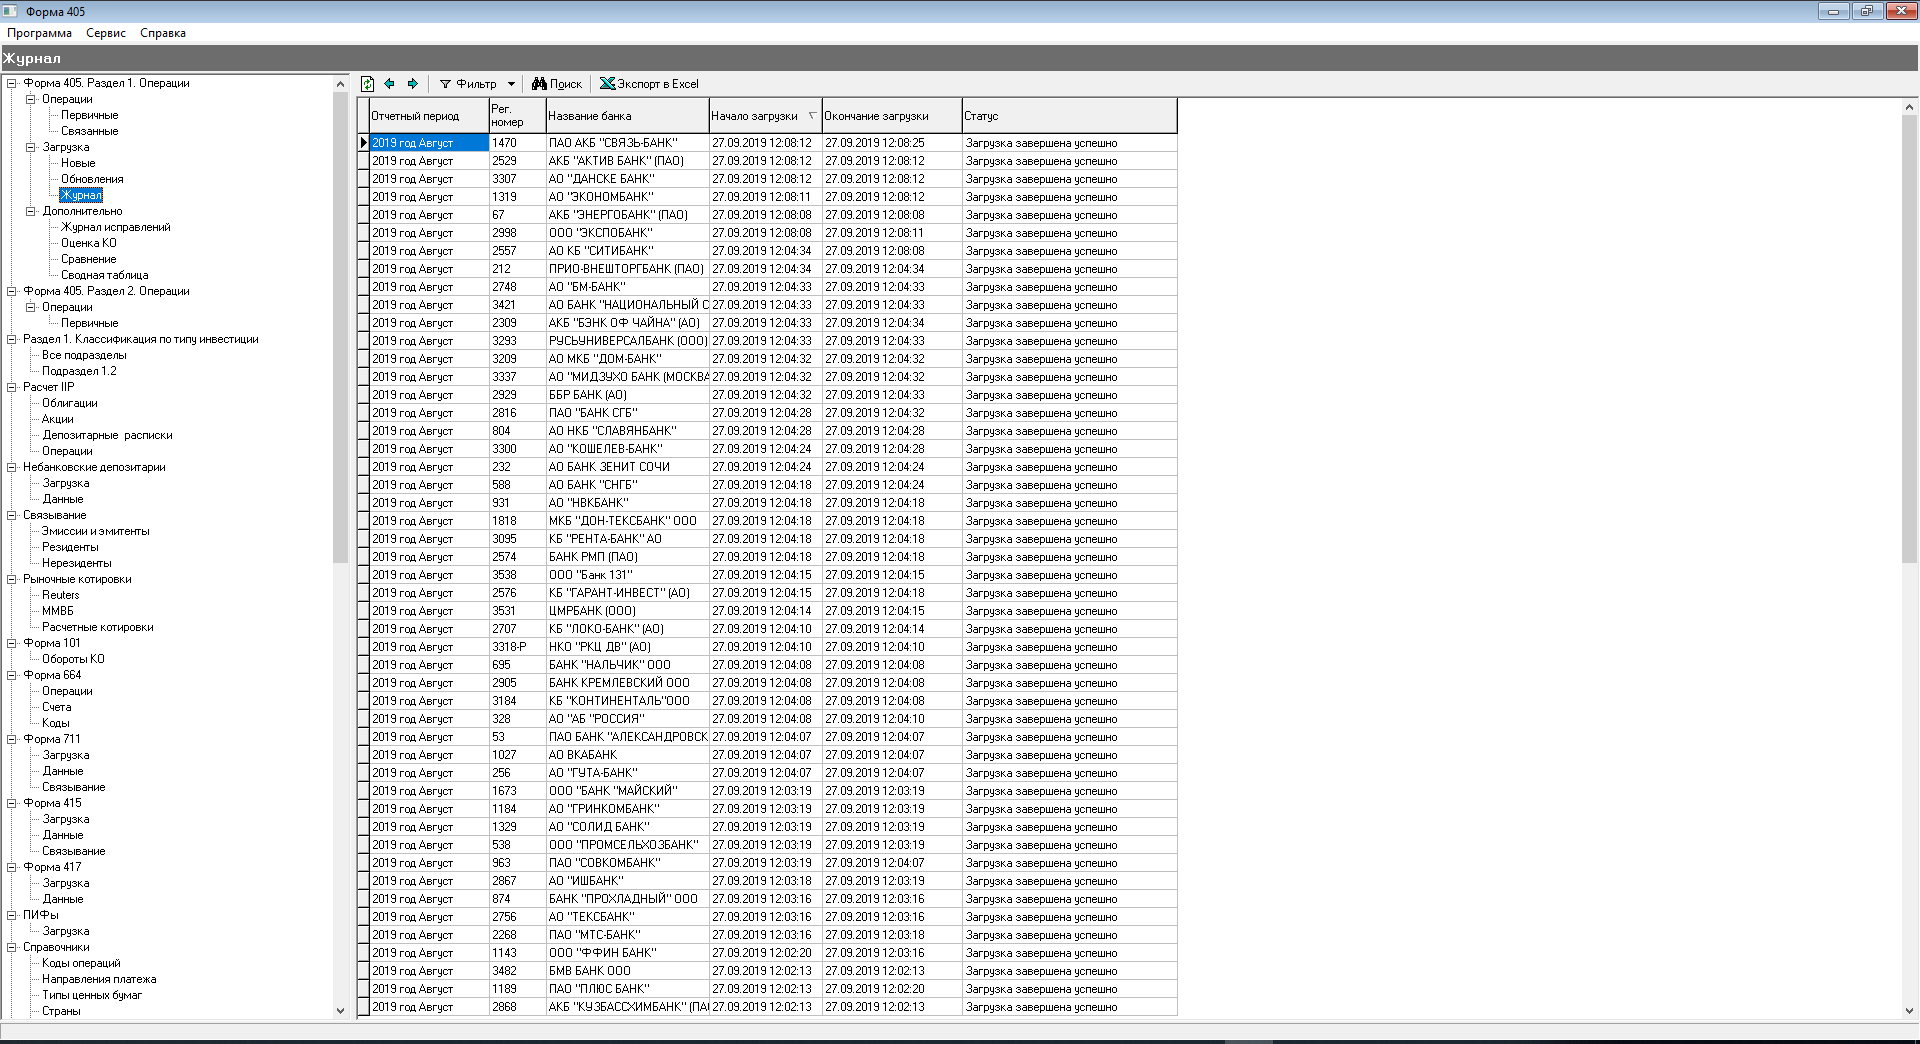 Форма 405
Программа Сервис Справка
Журнал
Форма 405. Раздел 1. Операции
Операции
Первичные
Связанные
Загрузка
Новые
Обновления
Журнал
Дополнительно
Журнал исправлений
Оценка КО
Сравнение
Сводная таблица
Форма 405. Раздел 2. Операции
Операции
Первичные
Раздел 1. Классификация по типу инвестиции
Все подразделы
Подраздел 1.2
Расчет IIP
Облигации
Акции
Депозитарные расписки
Операции
Небанковские депозитарии
Загрузка
Данные
Связывание
Эмиссии и эмитенты
Резиденты
Нерезиденты
Рыночные котировки
Reuters
ММВБ
Расчетные котировки
Форма 101
Обороты КО
Форма 664
Операции
Счета
Коды
Форма 711
Загрузка
Данные
Связывание
Форма 415
Загрузка
Данные
Связывание
Форма 417
Загрузка
Данные
ПИФы
Загрузка
Справочники
Коды операций
Направления платежа
Типы ценных бумаг
Страны
Фильтр Поиск Экспорт в Excel
Отчетный период Рег. номер Название банка Начало загрузки Окончание загрузки Статус
2019 год Август 1470 ПАО АКБ "СВЯЗЬ-БАНК" 27.09.2019 12:08:12 27.09.2019 12:08:25 Загрузка завершена успешно
2019 год Август 2529 АКБ "АКТИВ БАНК" (ПАО) 27.09.2019 12:08:12 27.09.2019 12:08:12 Загрузка завершена успешно
2019 год Август 3307 АО "ДАНСКЕ БАНК" 27.09.2019 12:08:12 27.09.2019 12:08:12 Загрузка завершена успешно
2019 год Август 1319 АО "ЭКОНОМБАНК" 27.09.2019 12:08:11 27.09.2019 12:08:12 Загрузка завершена успешно
2019 год Август 67 АКБ "ЭНЕРГОБАНК" (ПАО) 27.09.2019 12:08:08 27.09.2019 12:08:08 Загрузка завершена успешно
2019 год Август 2998 ООО "ЭКСПОБАНК" 27.09.2019 12:08:08 27.09.2019 12:08:11 Загрузка завершена успешно
2019 год Август 2557 АО КБ "СИТИБАНК" 27.09.2019 12:04:34 27.09.2019 12:08:08 Загрузка завершена успешно
2019 год Август 212 ПРИО-ВНЕШТОРГБАНК (ПАО) 27.09.2019 12:04:34 27.09.2019 12:04:34 Загрузка завершена успешно
2019 год Август 2748 АО "БМ-БАНК" 27.09.2019 12:04:33 27.09.2019 12:04:33 Загрузка завершена успешно
2019 год Август 3421 АО БАНК "НАЦИОНАЛЬНЫЙ С 27.09.2019 12:04:33 27.09.2019 12:04:33 Загрузка завершена успешно
2019 год Август 2309 АКБ "БЭНК ОФ ЧАЙНА" (АО) 27.09.2019 12:04:33 27.09.2019 12:04:34 Загрузка завершена успешно
2019 год Август 3293 РУСЬУНИВЕРСАЛБАНК (ООО) 27.09.2019 12:04:33 27.09.2019 12:04:33 Загрузка завершена успешно
2019 год Август 3209 АО МКБ "ДОМ-БАНК" 27.09.2019 12:04:32 27.09.2019 12:04:32 Загрузка завершена успешно
2019 год Август 3337 АО "МИДЗУХО БАНК (МОСКВА 27.09.2019 12:04:32 27.09.2019 12:04:32 Загрузка завершена успешно
2019 год Август 2929 ББР БАНК (АО) 27.09.2019 12:04:32 27.09.2019 12:04:33 Загрузка завершена успешно
2019 год Август 2816 ПАО "БАНК СГБ" 27.09.2019 12:04:28 27.09.2019 12:04:32 Загрузка завершена успешно
2019 год Август 804 АО НКБ "СЛАВЯНБАНК" 27.09.2019 12:04:28 27.09.2019 12:04:28 Загрузка завершена успешно
2019 год Август 3300 АО "КОШЕЛЕВ-БАНК" 27.09.2019 12:04:24 27.09.2019 12:04:28 Загрузка завершена успешно
2019 год Август 232 АО БАНК ЗЕНИТ СОЧИ 27.09.2019 12:04:24 27.09.2019 12:04:24 Загрузка завершена успешно
2019 год Август 588 АО БАНК "СНГБ" 27.09.2019 12:04:18 27.09.2019 12:04:24 Загрузка завершена успешно
2019 год Август 931 АО "НВКБАНК" 27.09.2019 12:04:18 27.09.2019 12:04:18 Загрузка завершена успешно
2019 год Август 1818 МКБ "ДОН-ТЕКСБАНК" ООО 27.09.2019 12:04:18 27.09.2019 12:04:18 Загрузка завершена успешно
2019 год Август 3095 КБ "РЕНТА-БАНК" АО 27.09.2019 12:04:18 27.09.2019 12:04:18 Загрузка завершена успешно
2019 год Август 2574 БАНК РМП (ПАО) 27.09.2019 12:04:18 27.09.2019 12:04:18 Загрузка завершена успешно
2019 год Август 3538 ООО "Банк 131" 27.09.2019 12:04:15 27.09.2019 12:04:15 Загрузка завершена успешно
2019 год Август 2576 КБ "ГАРАНТ-ИНВЕСТ" (АО) 27.09.2019 12:04:15 27.09.2019 12:04:18 Загрузка завершена успешно
2019 год Август 3531 ЦМРБАНК (ООО) 27.09.2019 12:04:14 27.09.2019 12:04:15 Загрузка завершена успешно
2019 год Август 2707 КБ "ЛОКО-БАНК" (АО) 27.09.2019 12:04:10 27.09.2019 12:04:14 Загрузка завершена успешно
2019 год Август 3318-Р НКО "РКЦ ДВ" (АО) 27.09.2019 12:04:10 27.09.2019 12:04:10 Загрузка завершена успешно
2019 год Август 695 БАНК "НАЛЬЧИК" ООО 27.09.2019 12:04:08 27.09.2019 12:04:08 Загрузка завершена успешно
2019 год Август 2905 БАНК КРЕМЛЕВСКИЙ ООО 27.09.2019 12:04:08 27.09.2019 12:04:08 Загрузка завершена успешно
2019 год Август 3184 КБ "КОНТИНЕНТАЛЬ"ООО 27.09.2019 12:04:08 27.09.2019 12:04:08 Загрузка завершена успешно
2019 год Август 328 АО "АБ "РОССИЯ" 27.09.2019 12:04:08 27.09.2019 12:04:10 Загрузка завершена успешно
2019 год Август 53 ПАО БАНК "АЛЕКСАНДРОВСК 27.09.2019 12:04:07 27.09.2019 12:04:07 Загрузка завершена успешно
2019 год Август 1027 АО ВКАБАНК 27.09.2019 12:04:07 27.09.2019 12:04:07 Загрузка завершена успешно
2019 год Август 256 АО "ГУТА-БАНК" 27.09.2019 12:04:07 27.09.2019 12:04:07 Загрузка завершена успешно
2019 год Август 1673 ООО "БАНК "МАЙСКИЙ" 27.09.2019 12:03:19 27.09.2019 12:03:19 Загрузка завершена успешно
2019 год Август 1184 АО "ГРИНКОМБАНК" 27.09.2019 12:03:19 27.09.2019 12:03:19 Загрузка завершена успешно
2019 год Август 1329 АО "СОЛИД БАНК" 27.09.2019 12:03:19 27.09.2019 12:03:19 Загрузка завершена успешно
2019 год Август 538 ООО "ПРОМСЕЛЬХОЗБАНК" 27.09.2019 12:03:19 27.09.2019 12:03:19 Загрузка завершена успешно
2019 год Август 963 ПАО "СОВКОМБАНК" 27.09.2019 12:03:19 27.09.2019 12:04:07 Загрузка завершена успешно
2019 год Август 2867 АО "ИШБАНК" 27.09.2019 12:03:18 27.09.2019 12:03:19 Загрузка завершена успешно
2019 год Август 874 БАНК "ПРОХЛАДНЫЙ" ООО 27.09.2019 12:03:16 27.09.2019 12:03:16 Загрузка завершена успешно
2019 год Август 2756 АО "ТЕКСБАНК" 27.09.2019 12:03:16 27.09.2019 12:03:16 Загрузка завершена успешно
2019 год Август 2268 ПАО "МТС-БАНК" 27.09.2019 12:03:16 27.09.2019 12:03:18 Загрузка завершена успешно
2019 год Август 1143 ООО "ФФИН БАНК" 27.09.2019 12:02:20 27.09.2019 12:03:16 Загрузка завершена успешно
2019 год Август 3482 БМВ БАНК ООО 27.09.2019 12:02:13 27.09.2019 12:02:13 Загрузка завершена успешно
2019 год Август 1189 ПАО "ПЛЮС БАНК" 27.09.2019 12:02:13 27.09.2019 12:02:20 Загрузка завершена успешно
2019 год Август 2868 АКБ "КУЗБАССХИМБАНК" (ПА 27.09.2019 12:02:13 27.09.2019 12:02:13 Загрузка завершена успешно